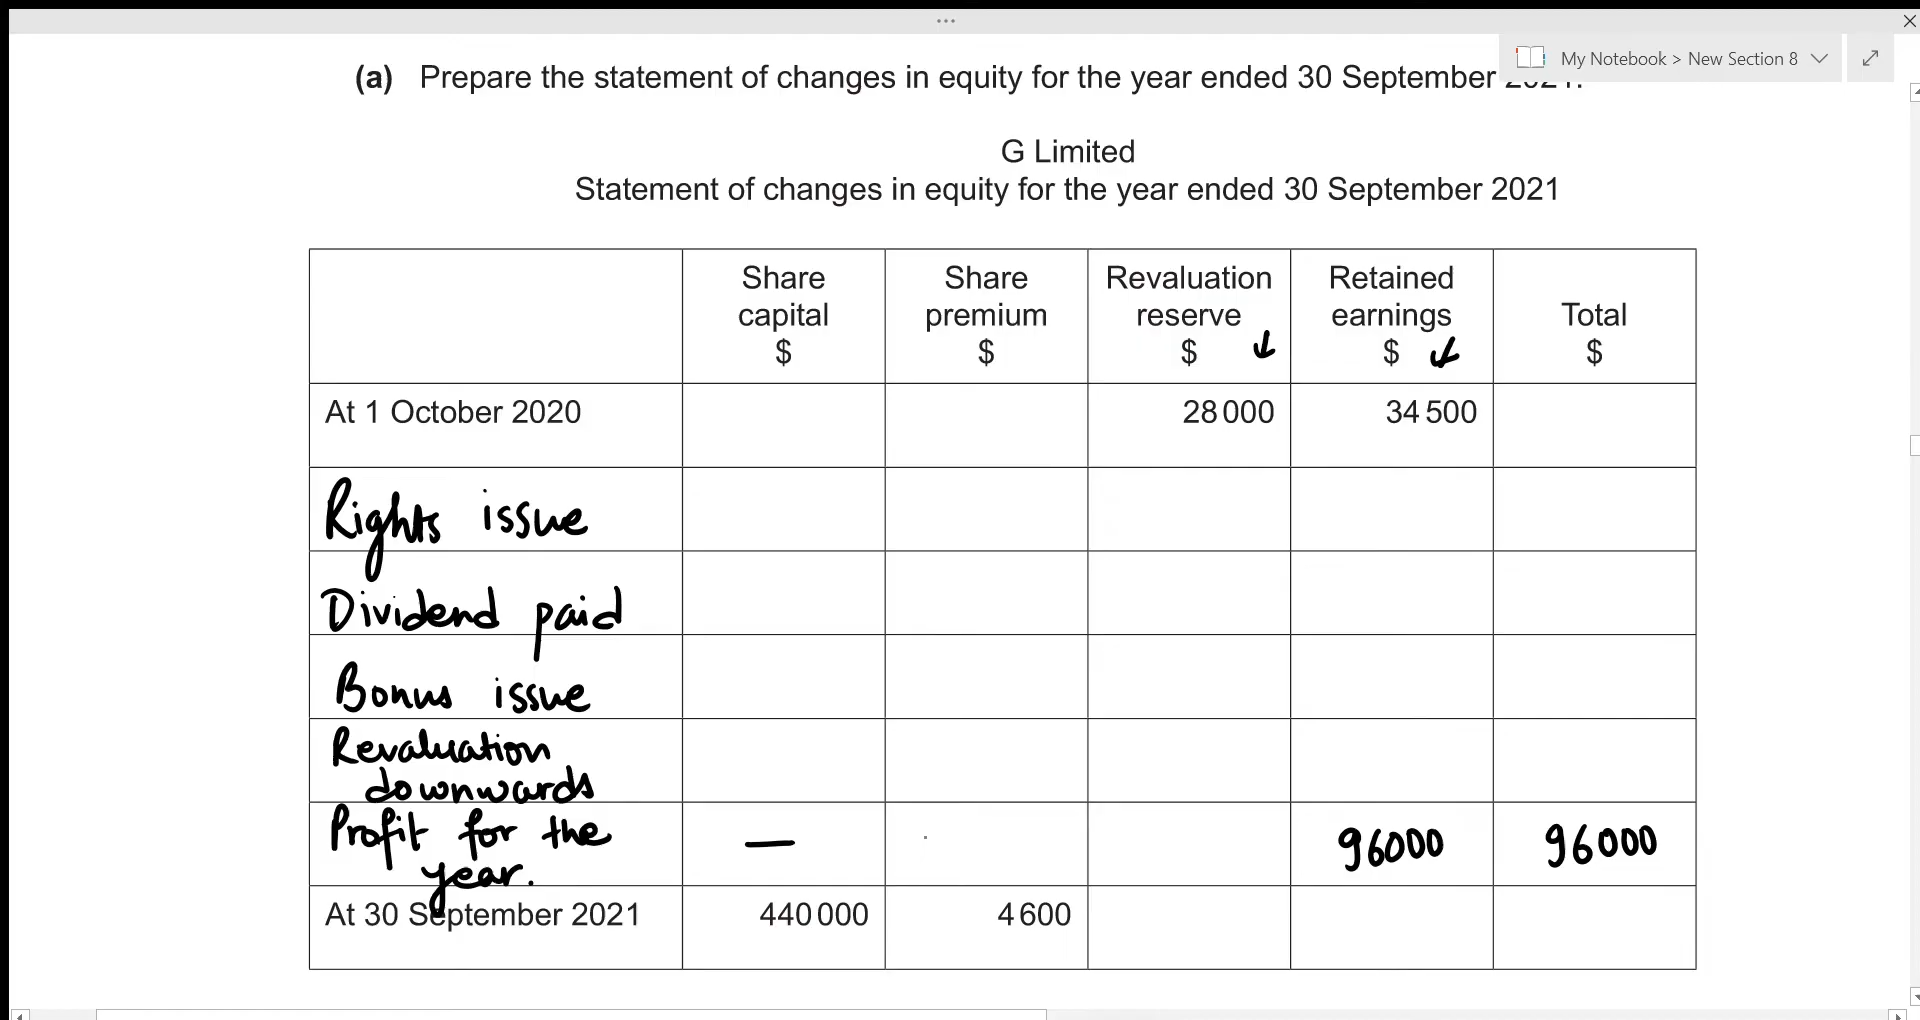 My Notebook > New Section 8
(a) Prepare the statement of changes in equity for the year ended 30 September 2021.
G Limited
Statement of changes in equity for the year ended 30 September 2021
Share capital $ Share premium $ Revaluation reserve $ ↓ Retained earnings $ ↓ Total $
At 1 October 2020 28 000 34 500
Rights issue
Dividend paid
Bonus issue
Revaluation
downwards
Profit for the — 96000 96000
year.
At 30 September 2021 440 000 4 600